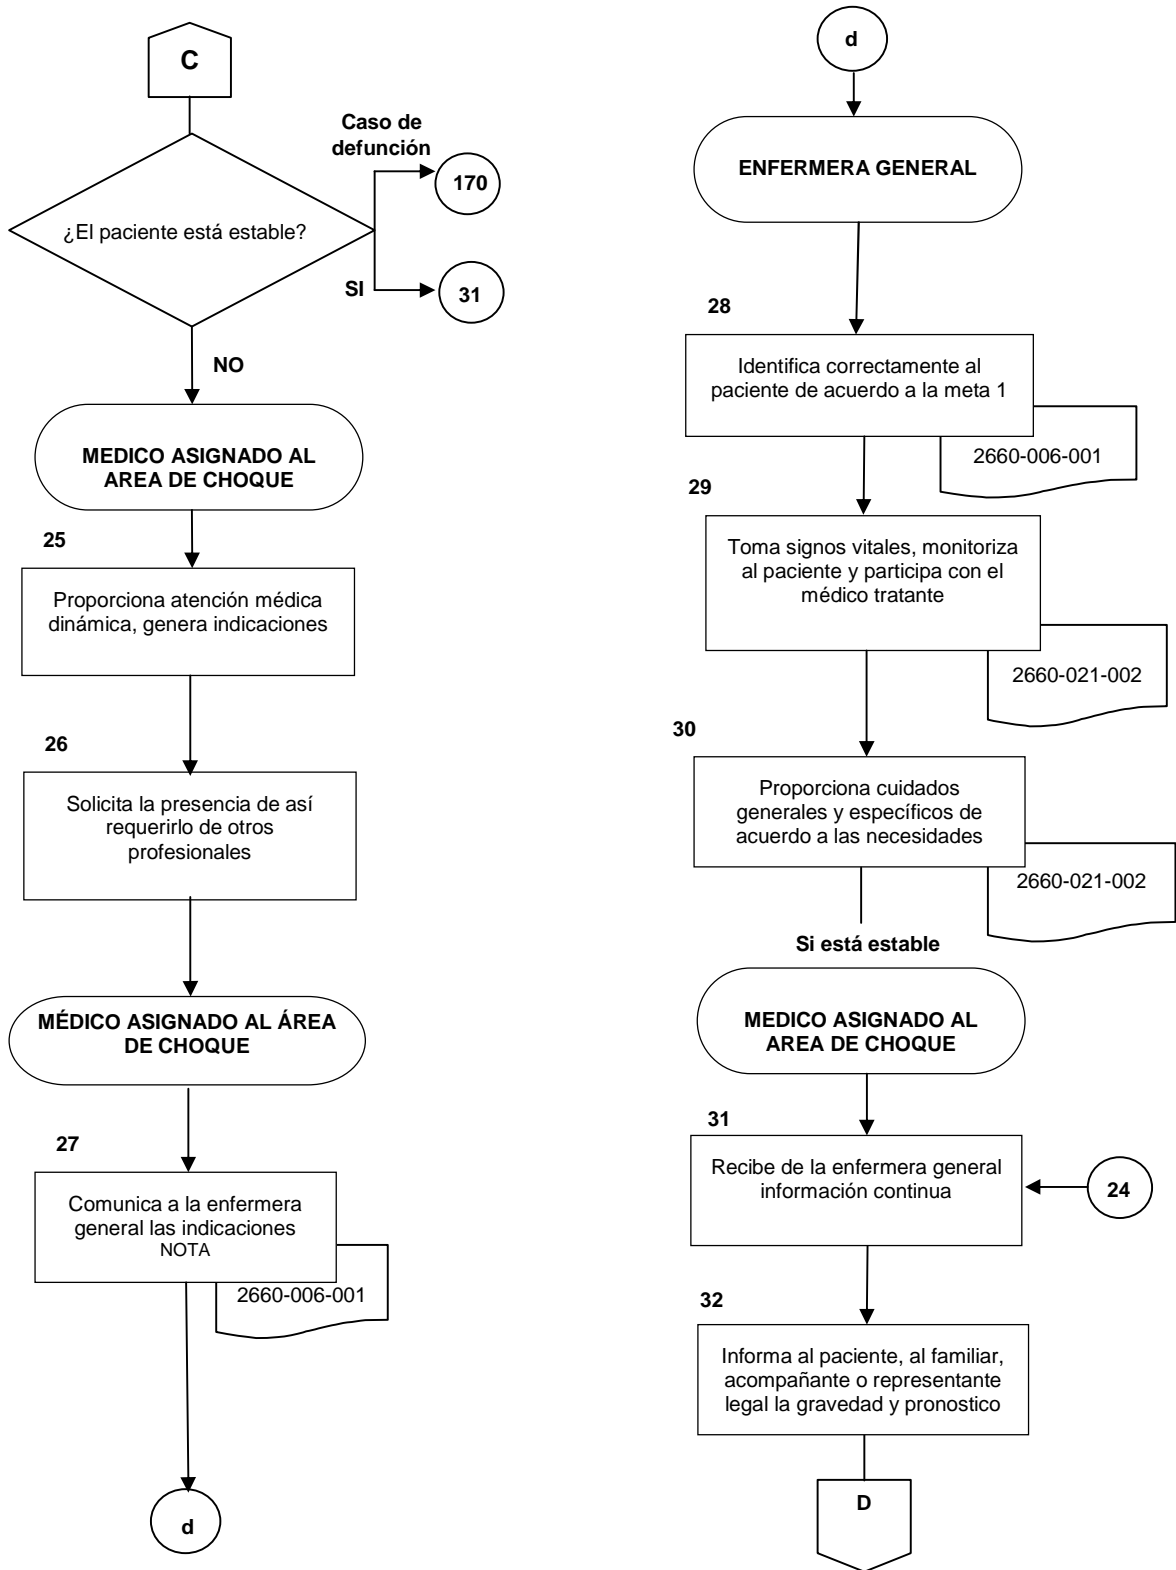 C
Caso de
defunción
170
¿El paciente está estable?
SI
31
NO
MEDICO ASIGNADO AL
AREA DE CHOQUE
25
Proporciona atención médica
dinámica, genera indicaciones
26
Solicita la presencia de así
requerirlo de otros
profesionales
MÉDICO ASIGNADO AL ÁREA
DE CHOQUE
27
Comunica a la enfermera
general las indicaciones
NOTA
2660-006-001
d
d
ENFERMERA GENERAL
28
Identifica correctamente al
paciente de acuerdo a la meta 1
2660-006-001
29
Toma signos vitales, monitoriza
al paciente y participa con el
médico tratante
2660-021-002
30
Proporciona cuidados
generales y específicos de
acuerdo a las necesidades
2660-021-002
Si está estable
MEDICO ASIGNADO AL
AREA DE CHOQUE
31
Recibe de la enfermera general
información continua
24
32
Informa al paciente, al familiar,
acompañante o representante
legal la gravedad y pronostico
D